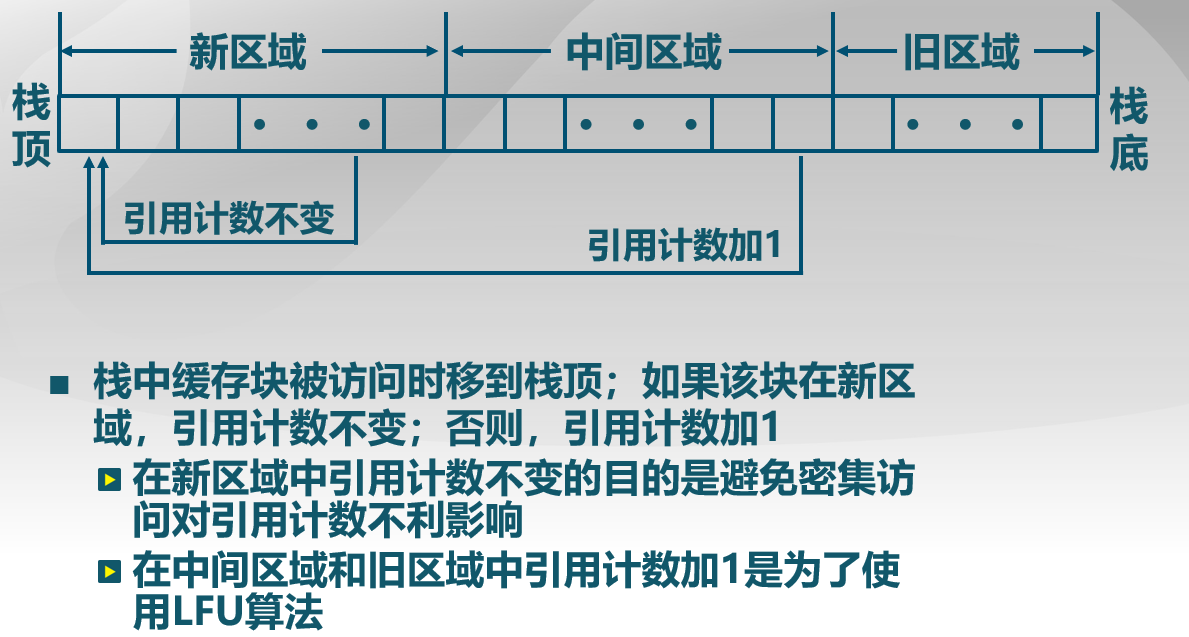 新区域 中间区域 旧区域
栈顶
栈底
引用计数不变
引用计数加1
栈中缓存块被访问时移到栈顶；如果该块在新区
域，引用计数不变；否则，引用计数加1
在新区域中引用计数不变的目的是避免密集访
问对引用计数不利影响
在中间区域和旧区域中引用计数加1是为了使
用LFU算法